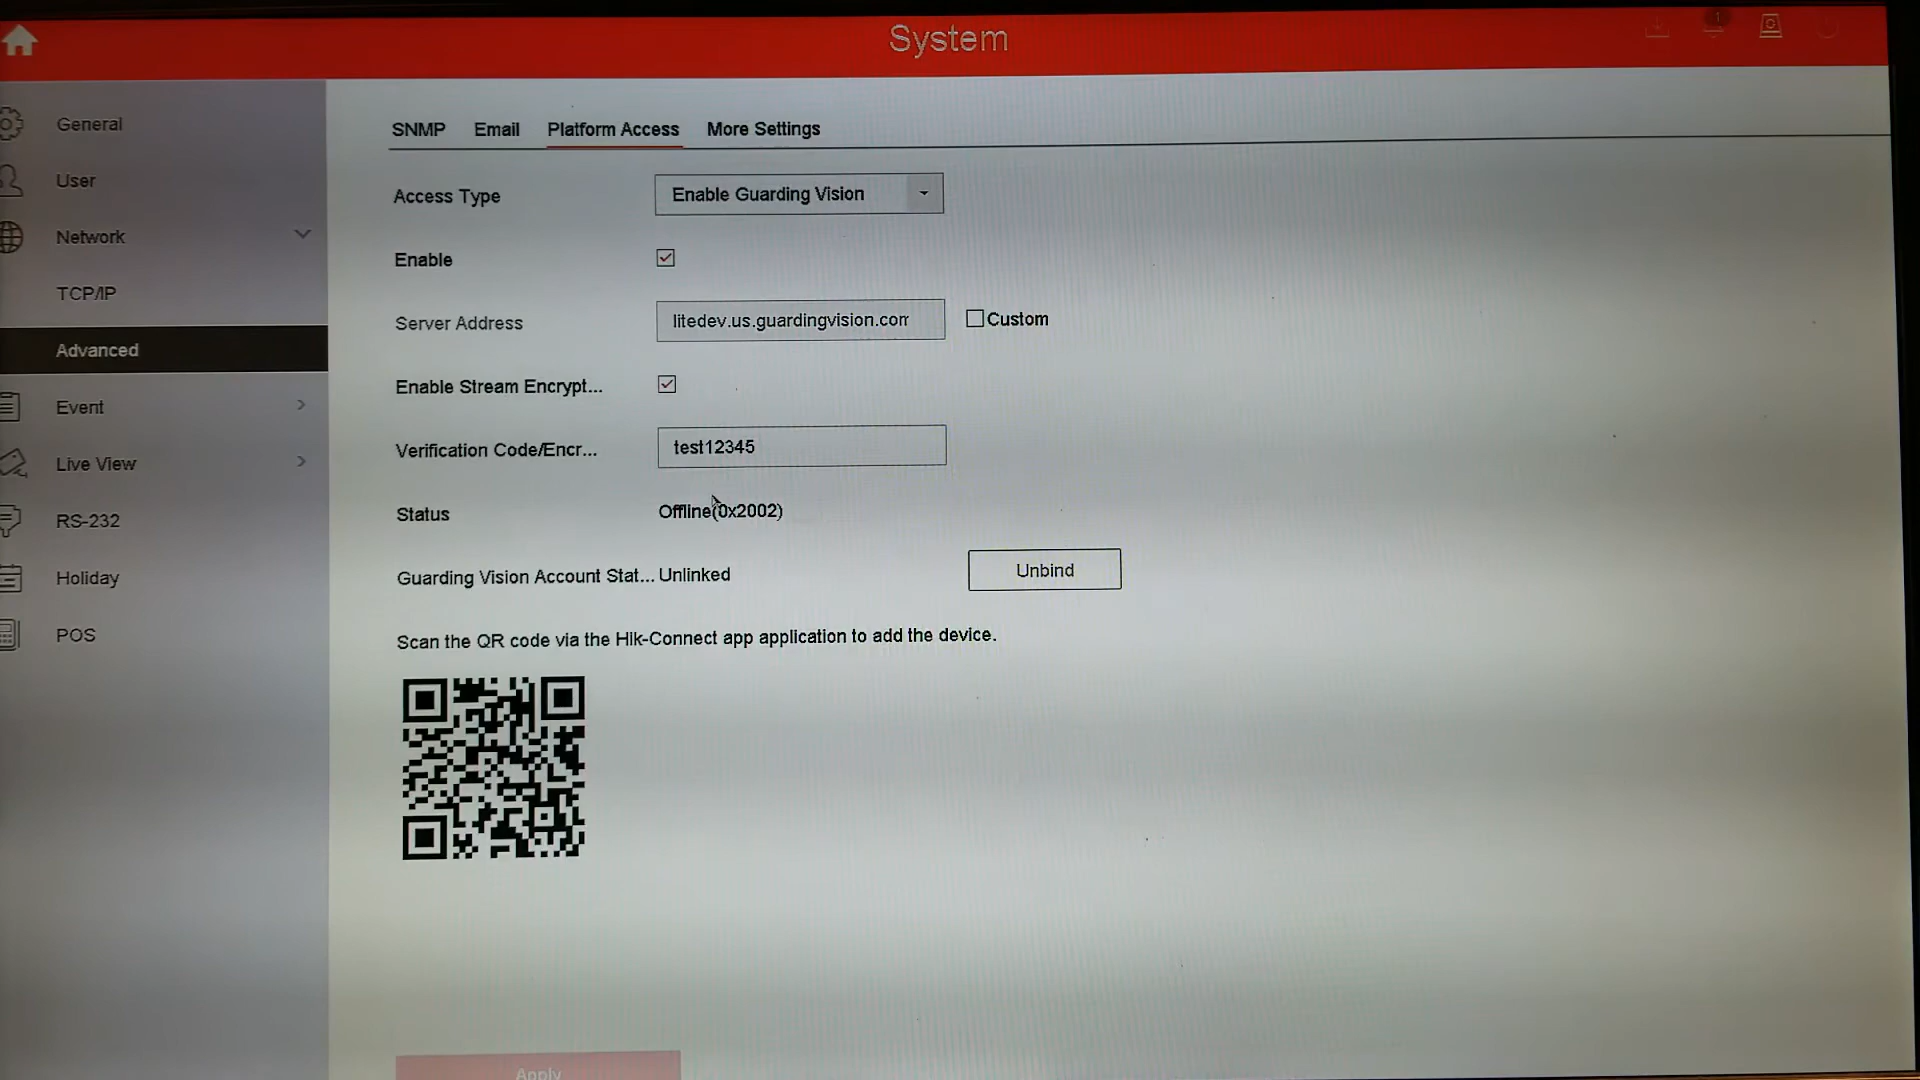 System
1
General
User
Network
TCP/IP
Advanced
Event
Live View
RS-232
Holiday
POS
SNMP Email Platform Access More Settings
Access Type Enable Guarding Vision
Enable
Server Address litedev.us.guardingvision.com Custom
Enable Stream Encrypt...
Verification Code/Encr... test12345
Status Offline(0x2002)
Guarding Vision Account Stat... Unlinked Unbind
Scan the QR code via the Hik-Connect app application to add the device.
Apply